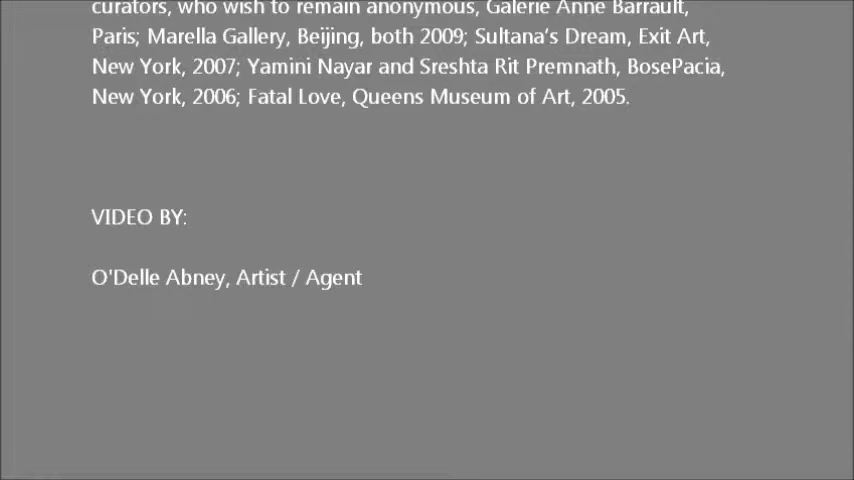 curators, who wish to remain anonymous, Galerie Anne Barrault,
Paris; Marella Gallery, Beijing, both 2009; Sultana’s Dream, Exit Art,
New York, 2007; Yamini Nayar and Sreshta Rit Premnath, BosePacia,
New York, 2006; Fatal Love, Queens Museum of Art, 2005.
VIDEO BY:
O'Delle Abney, Artist / Agent